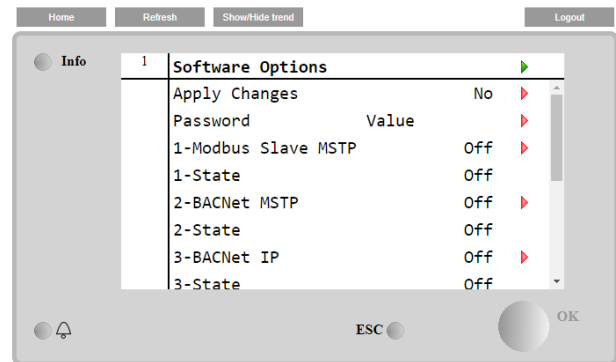 Home Refresh Show/Hide trend Logout
Info
1 Software Options
Apply Changes No
Password Value
1-Modbus Slave MSTP Off
1-State Off
2-BACNet MSTP Off
2-State Off
3-BACNet IP Off
3-State Off
ESC OK